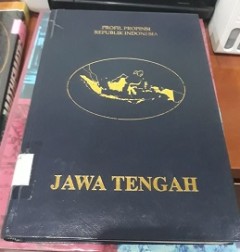 PROFIL PROPINSI
REPUBLIK INDONESIA
JAWA TENGAH